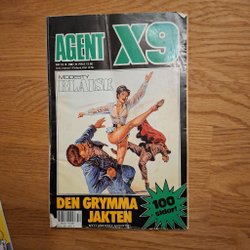 AGENT X9
MODESTY
BLAISE
DEN GRYMMA
JAKTEN
100
sidor!